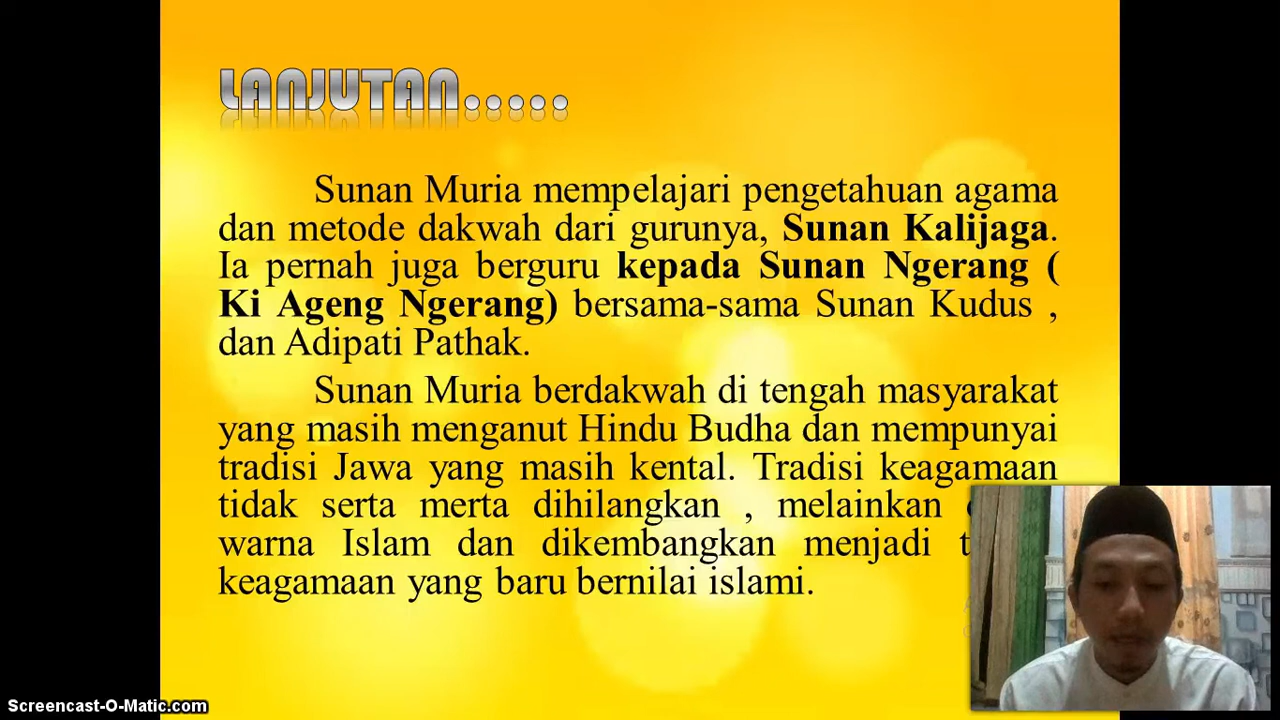 LANJUTAN.....
Sunan Muria mempelajari pengetahuan agama
dan metode dakwah dari gurunya, Sunan Kalijaga.
Ia pernah juga berguru kepada Sunan Ngerang (
Ki Ageng Ngerang) bersama-sama Sunan Kudus ,
dan Adipati Pathak.
Sunan Muria berdakwah di tengah masyarakat
yang masih menganut Hindu Budha dan mempunyai
tradisi Jawa yang masih kental. Tradisi keagamaan
tidak serta merta dihilangkan , melainkan
warna Islam dan dikembangkan menjadi
keagamaan yang baru bernilai islami.
Screencast-O-Matic.com